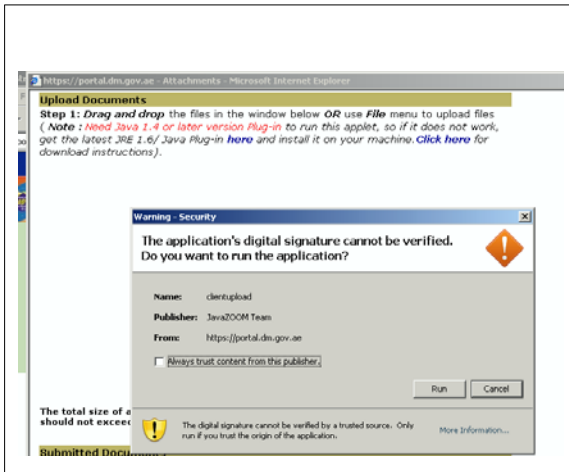 https://portal.dm.gov.ae - Attachments - Microsoft Internet Explorer
Upload Documents
Step 1: Drag and drop the files in the window below OR use File menu to upload files
( Note : Need Java 1.4 or later version Plug-in to run this applet, so if it does not work,
get the latest JRE 1.6/ Java Plug-in here and install it on your machine.Click here for
download instructions).
Warning - Security
The application's digital signature cannot be verified.
Do you want to run the application?
Name: clientupload
Publisher: JavaZOOM Team
From: https://portal.dm.gov.ae
Always trust content from this publisher.
Run Cancel
The total size of a
should not exceed
The digital signature cannot be verified by a trusted source. Only
run if you trust the origin of the application.
More Information...
Submitted Docu